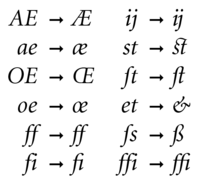 AE → Æ ij → ĳ
ae → æ st → st
OE → Œ ſt → ſt
oe → œ et → &
ff → ff ſs → ß
fi → fi ffi → ffi